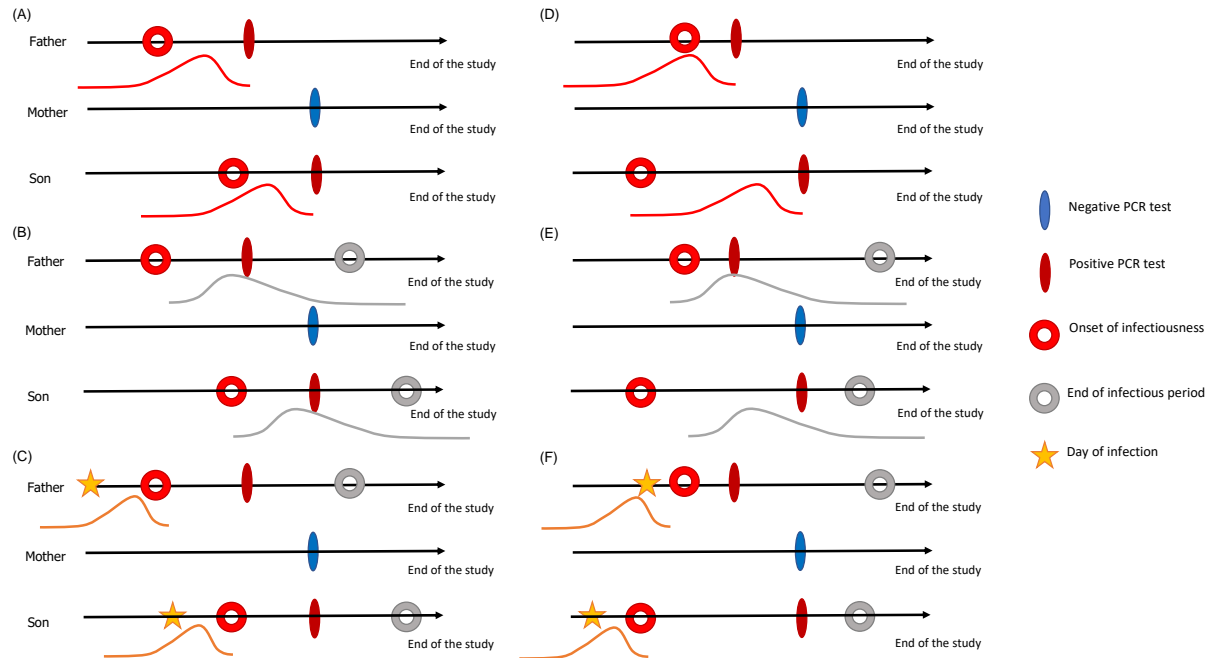 (A)
Father
End of the study
Mother
End of the study
Son
End of the study
(B)
Father
End of the study
Mother
End of the study
Son
End of the study
(C)
Father
End of the study
Mother
End of the study
Son
End of the study
(D)
End of the study
End of the study
End of the study
(E)
End of the study
End of the study
End of the study
(F)
End of the study
End of the study
End of the study
Negative PCR test
Positive PCR test
Onset of infectiousness
End of infectious period
Day of infection